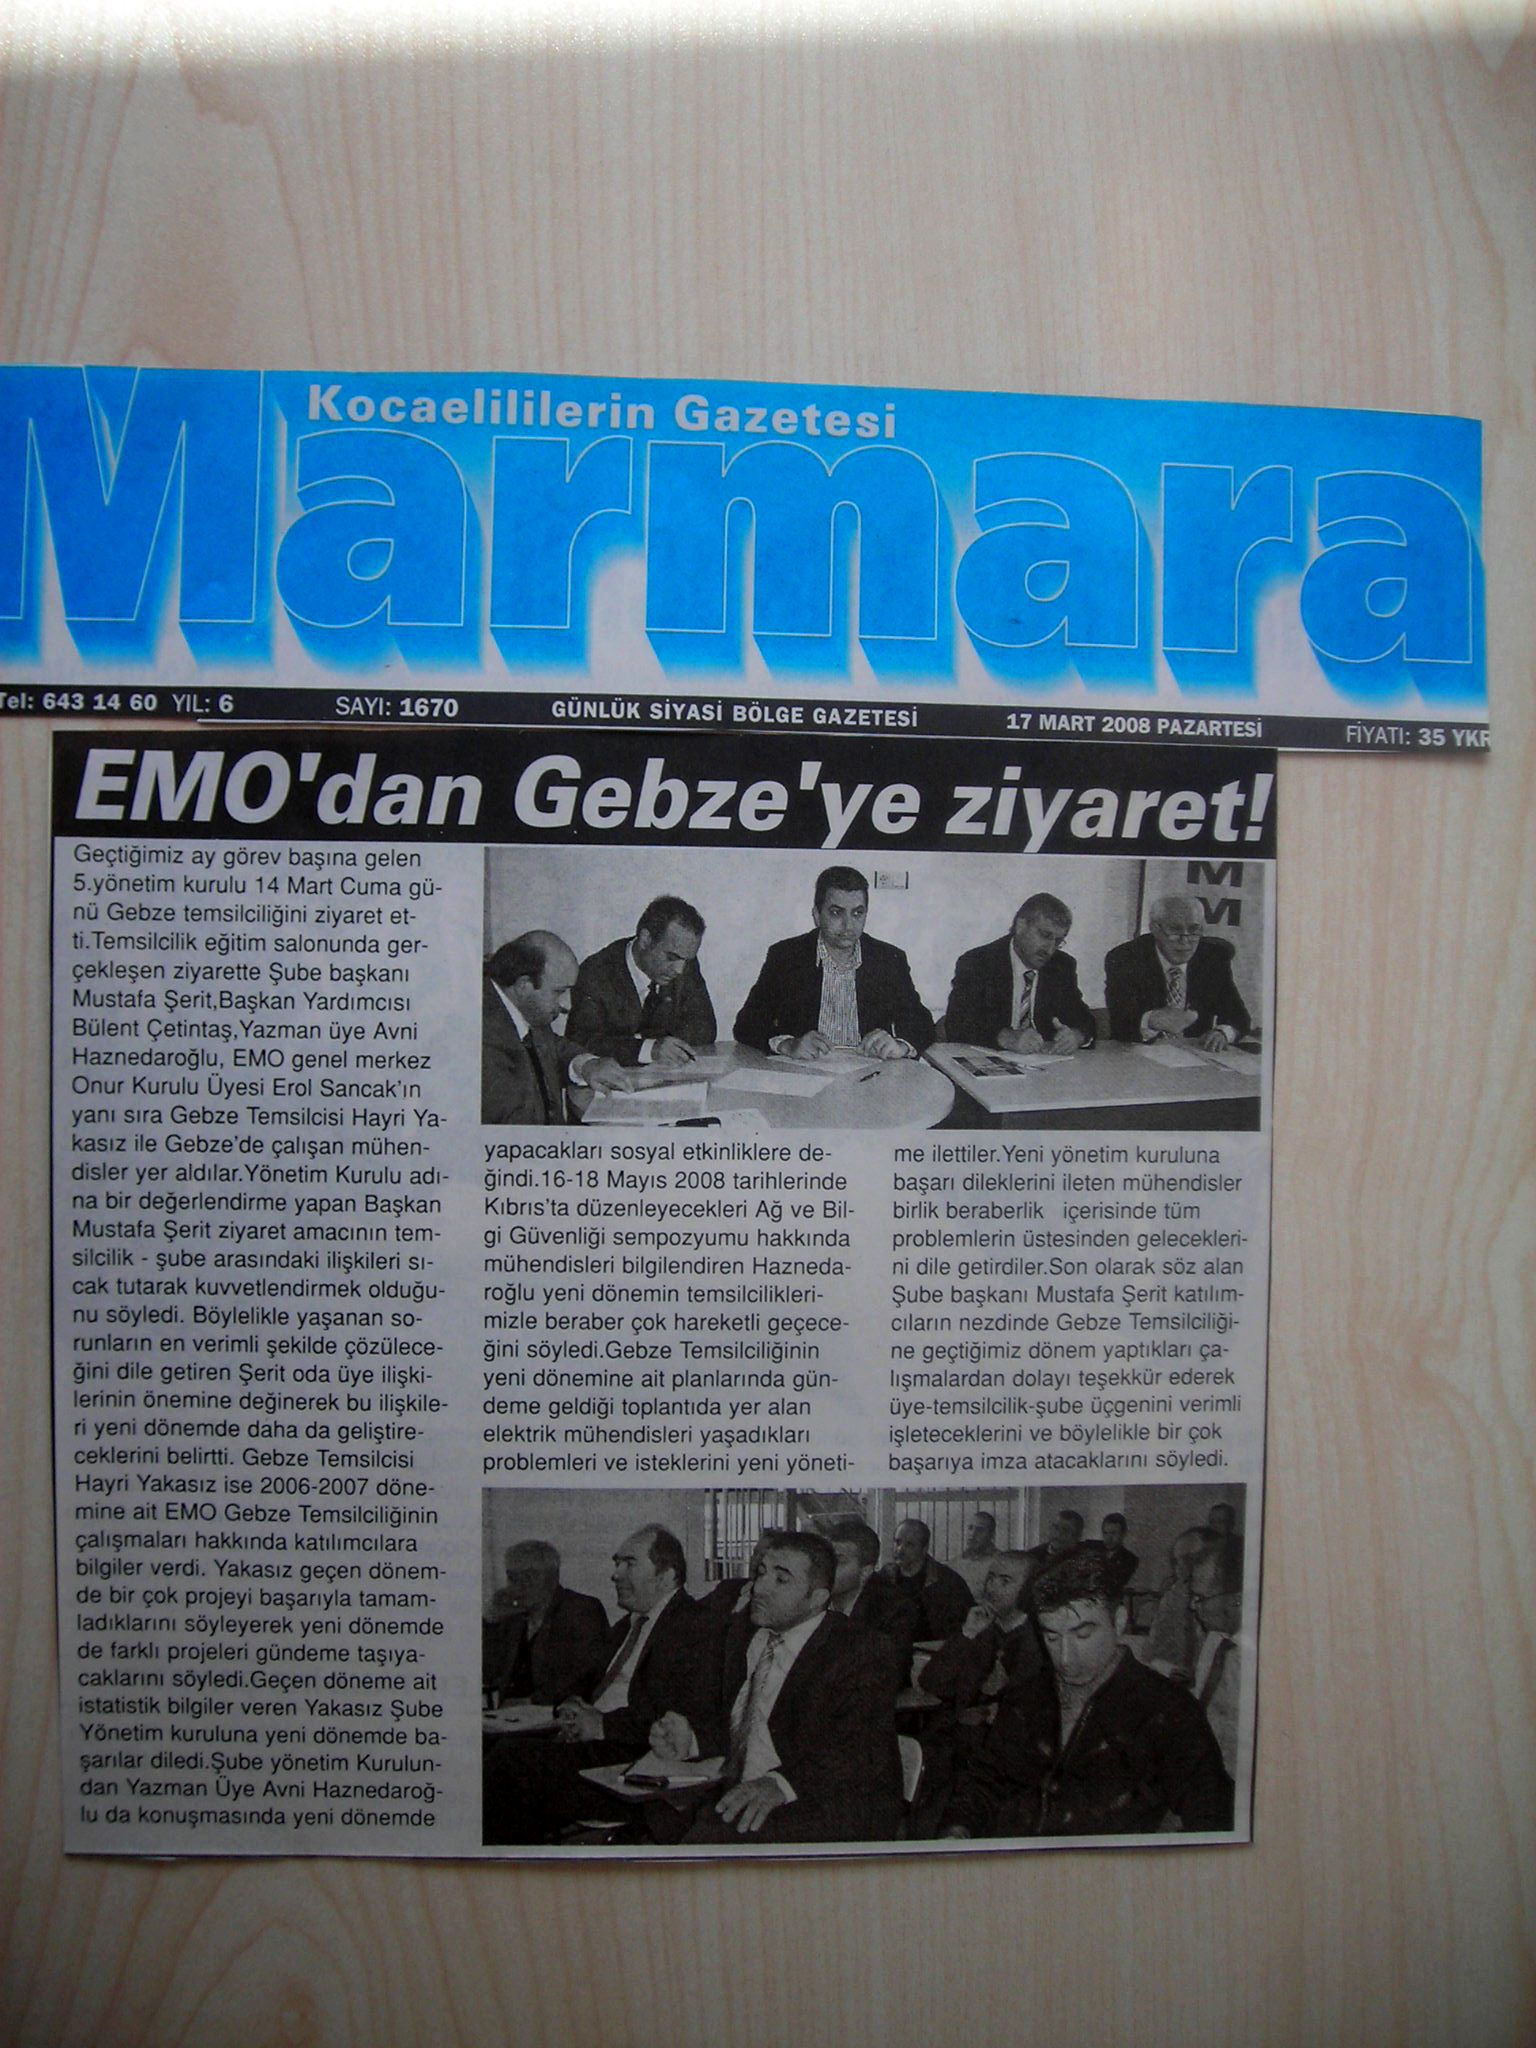 Kocaelililerin Gazetesi
Marmara
Tel: 643 14 60 YIL: 6 SAYI: 1670 GÜNLÜK SİYASİ BÖLGE GAZETESİ 17 MART 2008 PAZARTESİ FİYATI: 35 YKR
EMO'dan Gebze'ye ziyaret!
Geçtiğimiz ay görev başına gelen
5.yönetim kurulu 14 Mart Cuma gü-
nü Gebze temsilciliğini ziyaret et-
ti.Temsilcilik eğitim salonunda ger-
çekleşen ziyarette Şube başkanı
Mustafa Şerit,Başkan Yardımcısı
Bülent Çetintaş,Yazman üye Avni
Haznedaroğlu, EMO genel merkez
Onur Kurulu Üyesi Erol Sancak'ın
yanı sıra Gebze Temsilcisi Hayri Ya-
kasız ile Gebze'de çalışan mühen-
disler yer aldılar.Yönetim Kurulu adı-
na bir değerlendirme yapan Başkan
Mustafa Şerit ziyaret amacının tem-
silcilik - şube arasındaki ilişkileri sı-
cak tutarak kuvvetlendirmek olduğu-
nu söyledi. Böylelikle yaşanan so-
runların en verimli şekilde çözülece-
ğini dile getiren Şerit oda üye ilişki-
lerinin önemine değinerek bu ilişkile-
ri yeni dönemde daha da geliştire-
ceklerini belirtti. Gebze Temsilcisi
Hayri Yakasız ise 2006-2007 döne-
mine ait EMO Gebze Temsilciliğinin
çalışmaları hakkında katılımcılara
bilgiler verdi. Yakasız geçen dönem-
de bir çok projeyi başarıyla tamam-
ladıklarını söyleyerek yeni dönemde
de farklı projeleri gündeme taşıya-
caklarını söyledi.Geçen döneme ait
istatistik bilgiler veren Yakasız Şube
Yönetim kuruluna yeni dönemde ba-
şarılar diledi.Şube yönetim Kurulun-
dan Yazman Üye Avni Haznedaroğ-
lu da konuşmasında yeni dönemde
M
M
yapacakları sosyal etkinliklere de-
ğindi.16-18 Mayıs 2008 tarihlerinde
Kıbrıs'ta düzenleyecekleri Ağ ve Bil-
gi Güvenliği sempozyumu hakkında
mühendisleri bilgilendiren Hazneda-
roğlu yeni dönemin temsilcilikleri-
mizle beraber çok hareketli geçece-
ğini söyledi.Gebze Temsilciliğinin
yeni dönemine ait planlarında gün-
deme geldiği toplantıda yer alan
elektrik mühendisleri yaşadıkları
problemleri ve isteklerini yeni yöneti-
me ilettiler.Yeni yönetim kuruluna
başarı dileklerini ileten mühendisler
birlik beraberlik içerisinde tüm
problemlerin üstesinden gelecekleri-
ni dile getirdiler.Son olarak söz alan
Şube başkanı Mustafa Şerit katılım-
cıların nezdinde Gebze Temsilciliği-
ne geçtiğimiz dönem yaptıkları ça-
lışmalardan dolayı teşekkür ederek
üye-temsilcilik-şube üçgenini verimli
işleteceklerini ve böylelikle bir çok
başarıya imza atacaklarını söyledi.